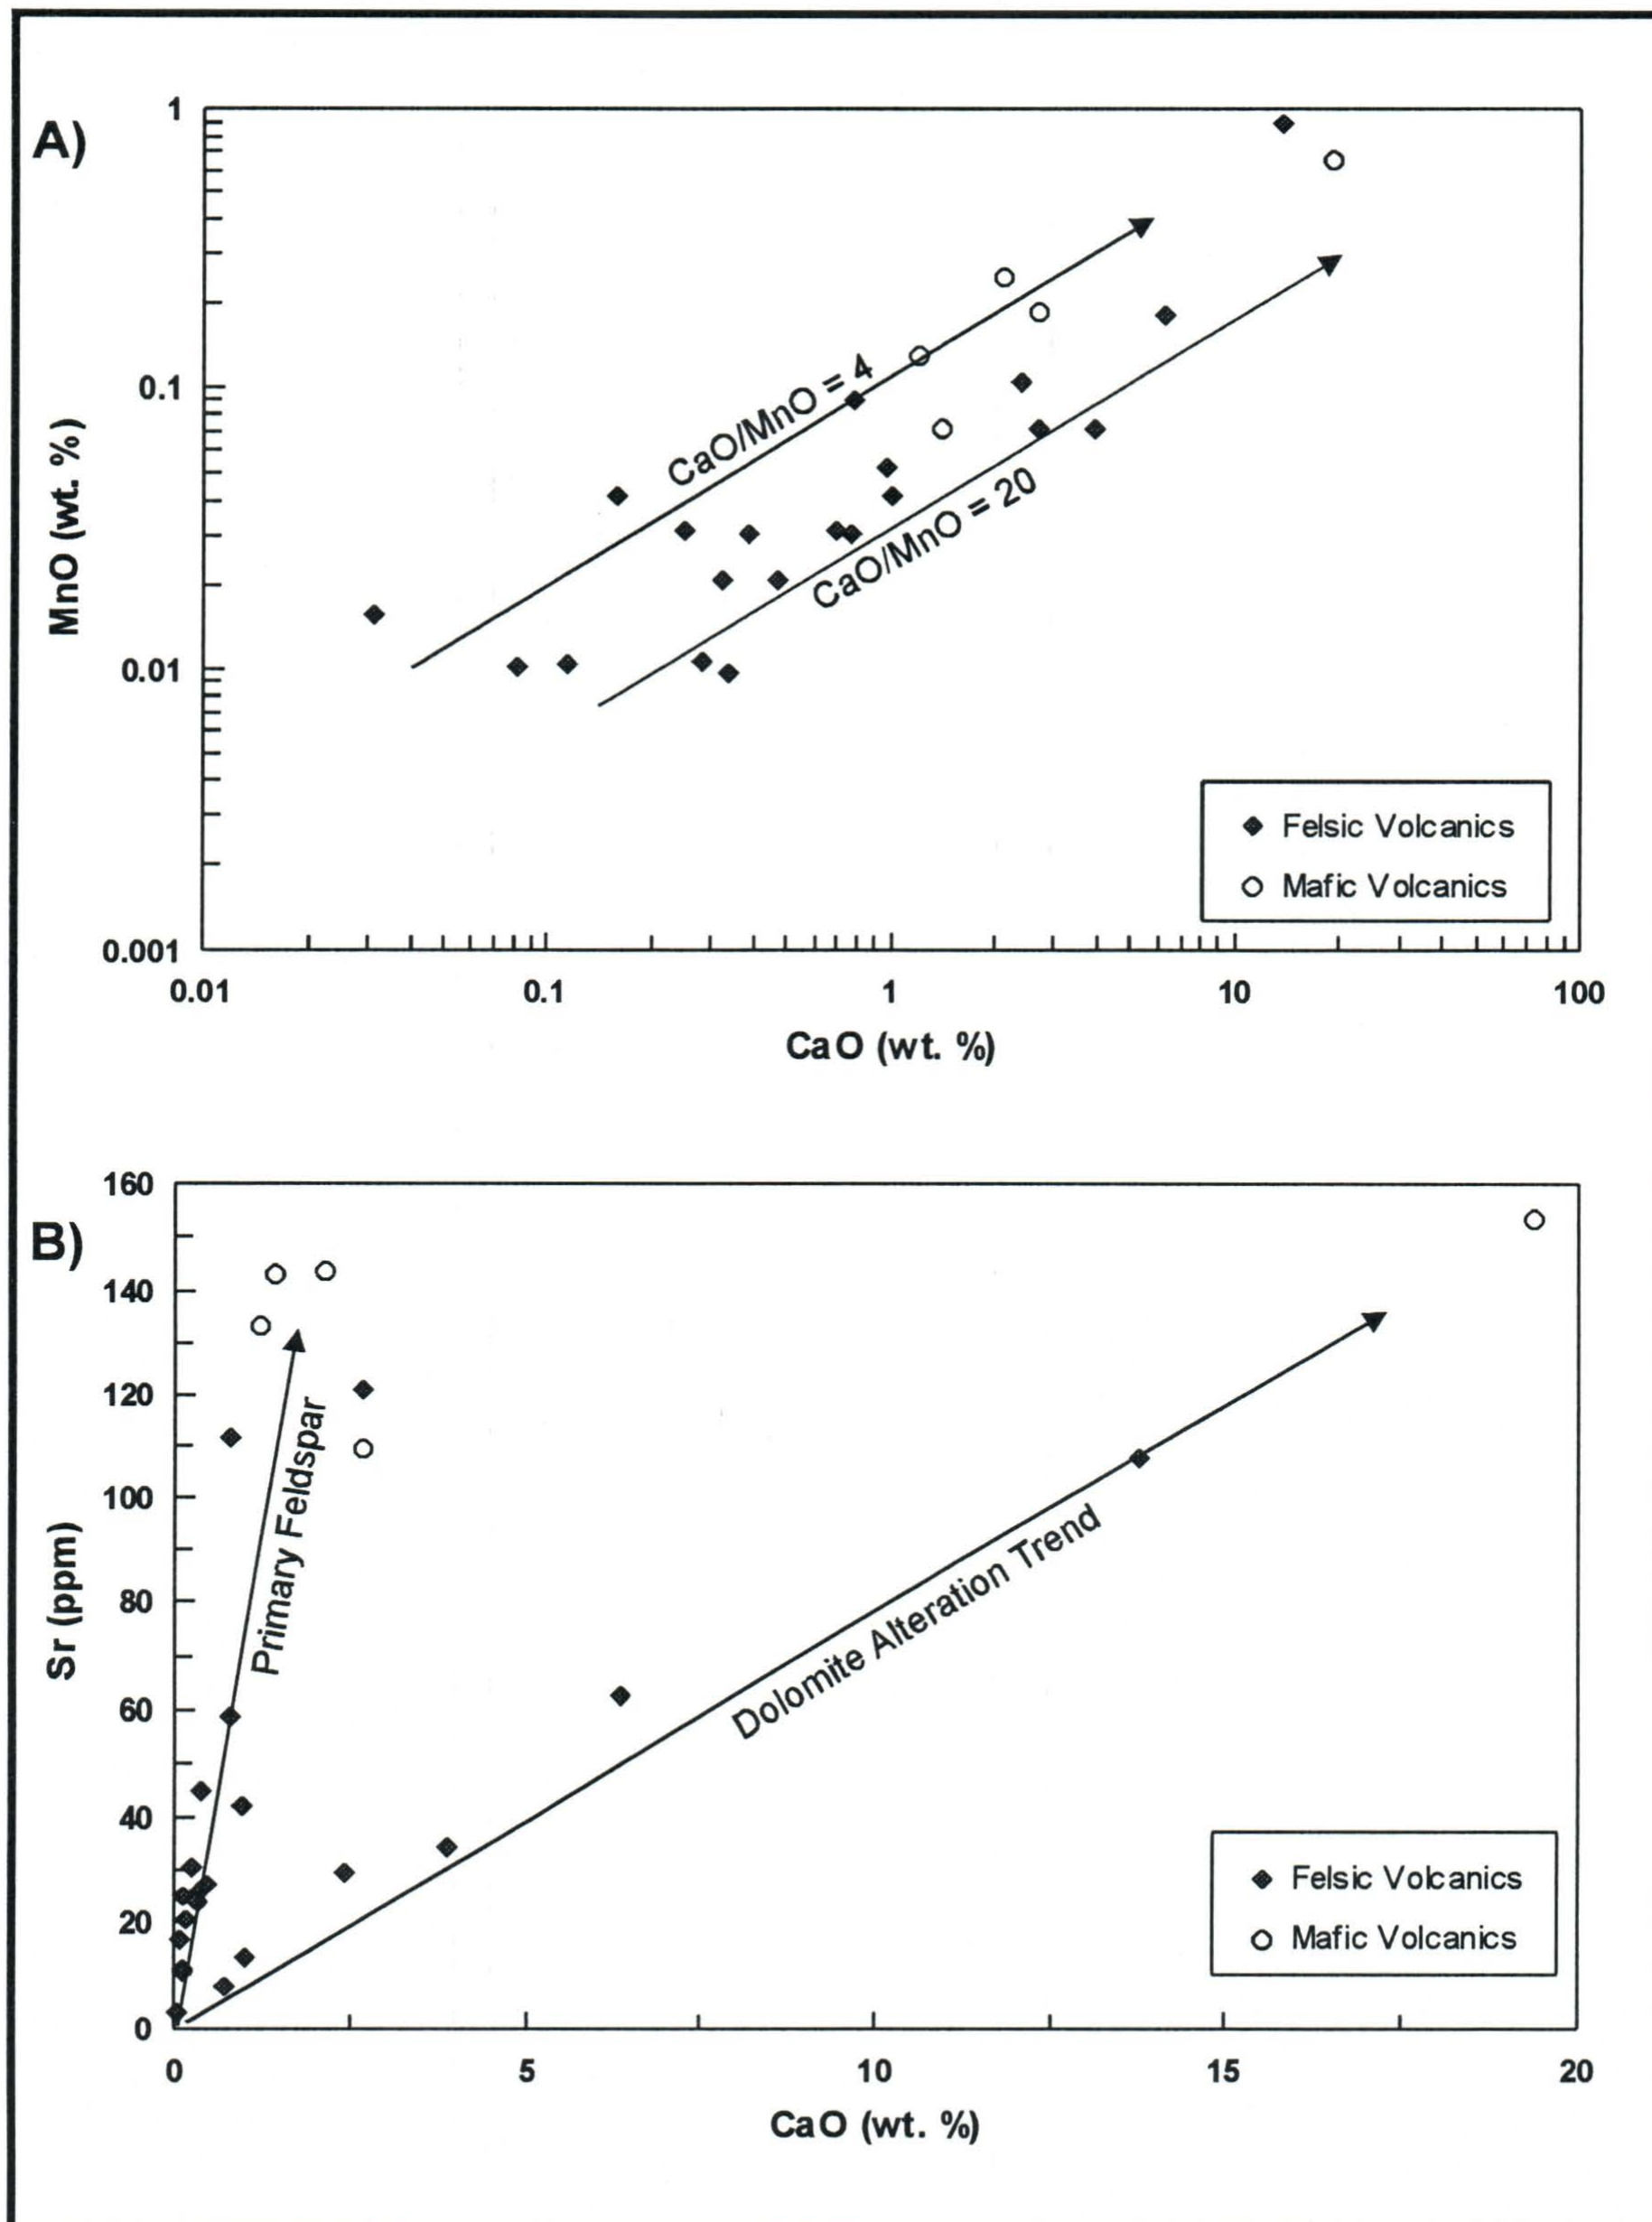 A)
1
0.1
0.01
0.001
MnO (wt. %)
CaO/MnO = 4
CaO/MnO = 20
Felsic Volcanics
Mafic Volcanics
0.01 0.1 1 10 100
CaO (wt. %)
B)
160
140
120
100
80
60
40
20
0
Sr (ppm)
Primary Feldspar
Dolomite Alteration Trend
Felsic Volcanics
Mafic Volcanics
0 5 10 15 20
CaO (wt. %)